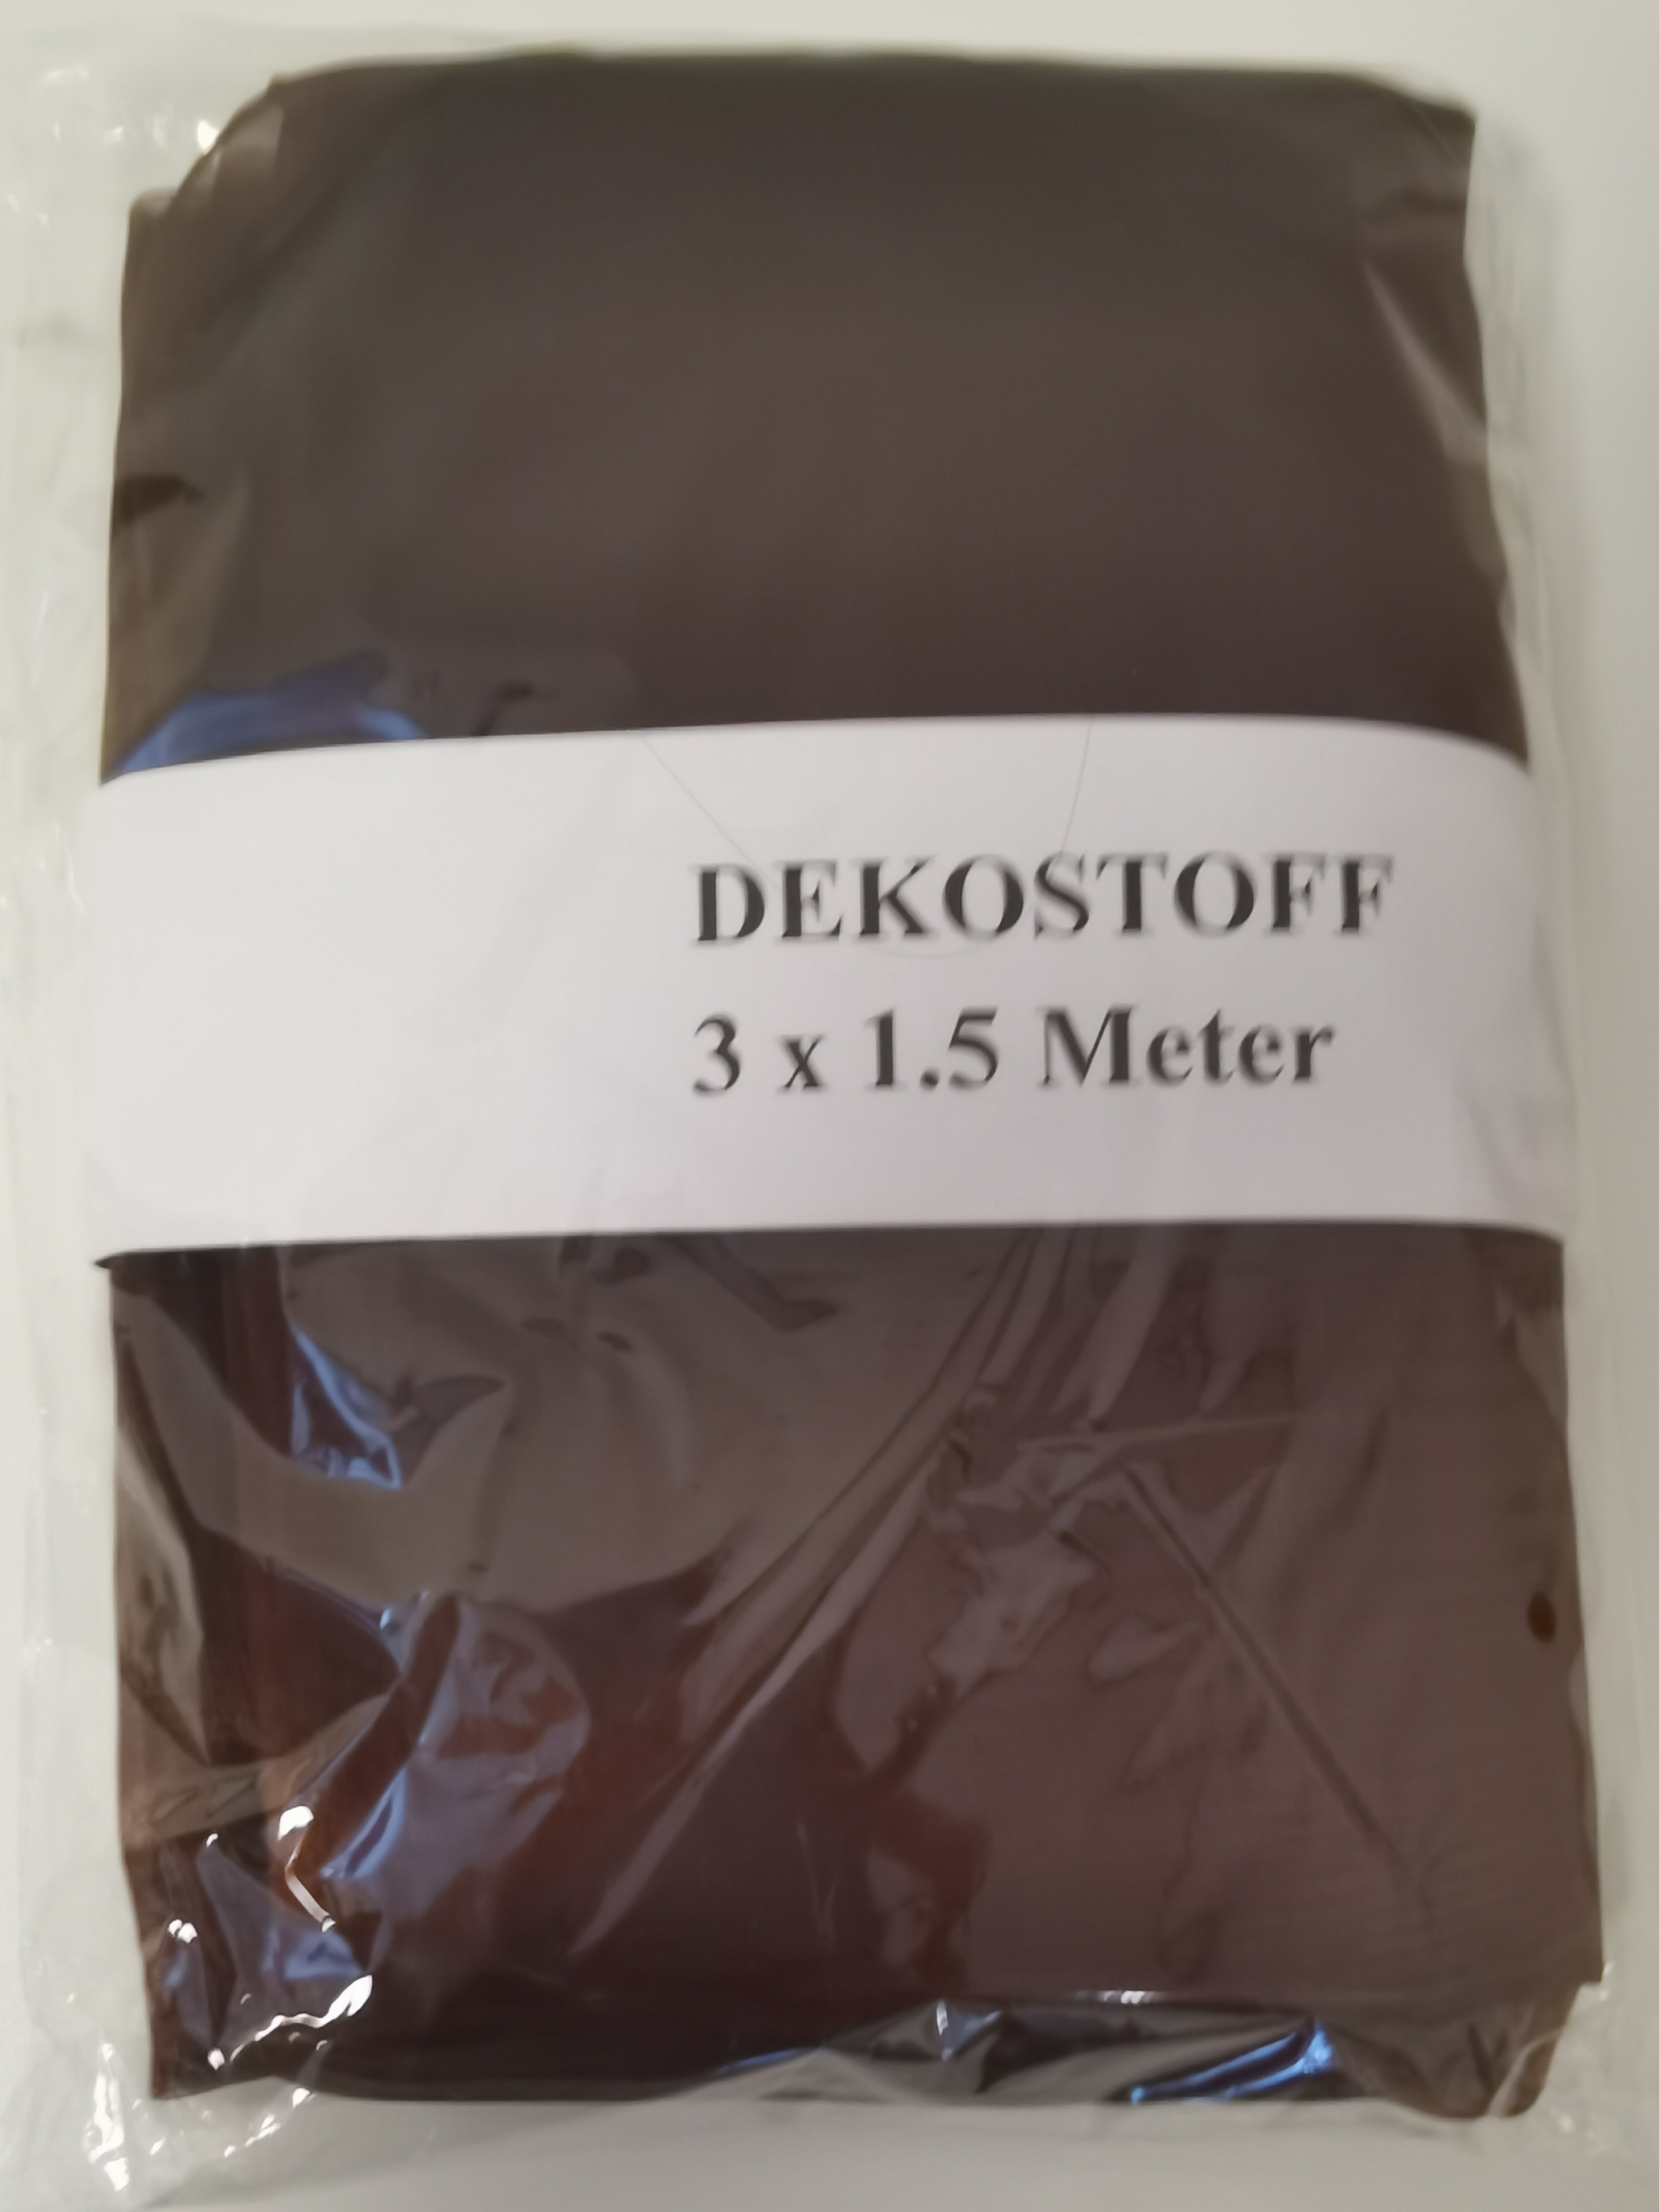 DEKOSTOFF
3 x 1.5 Meter